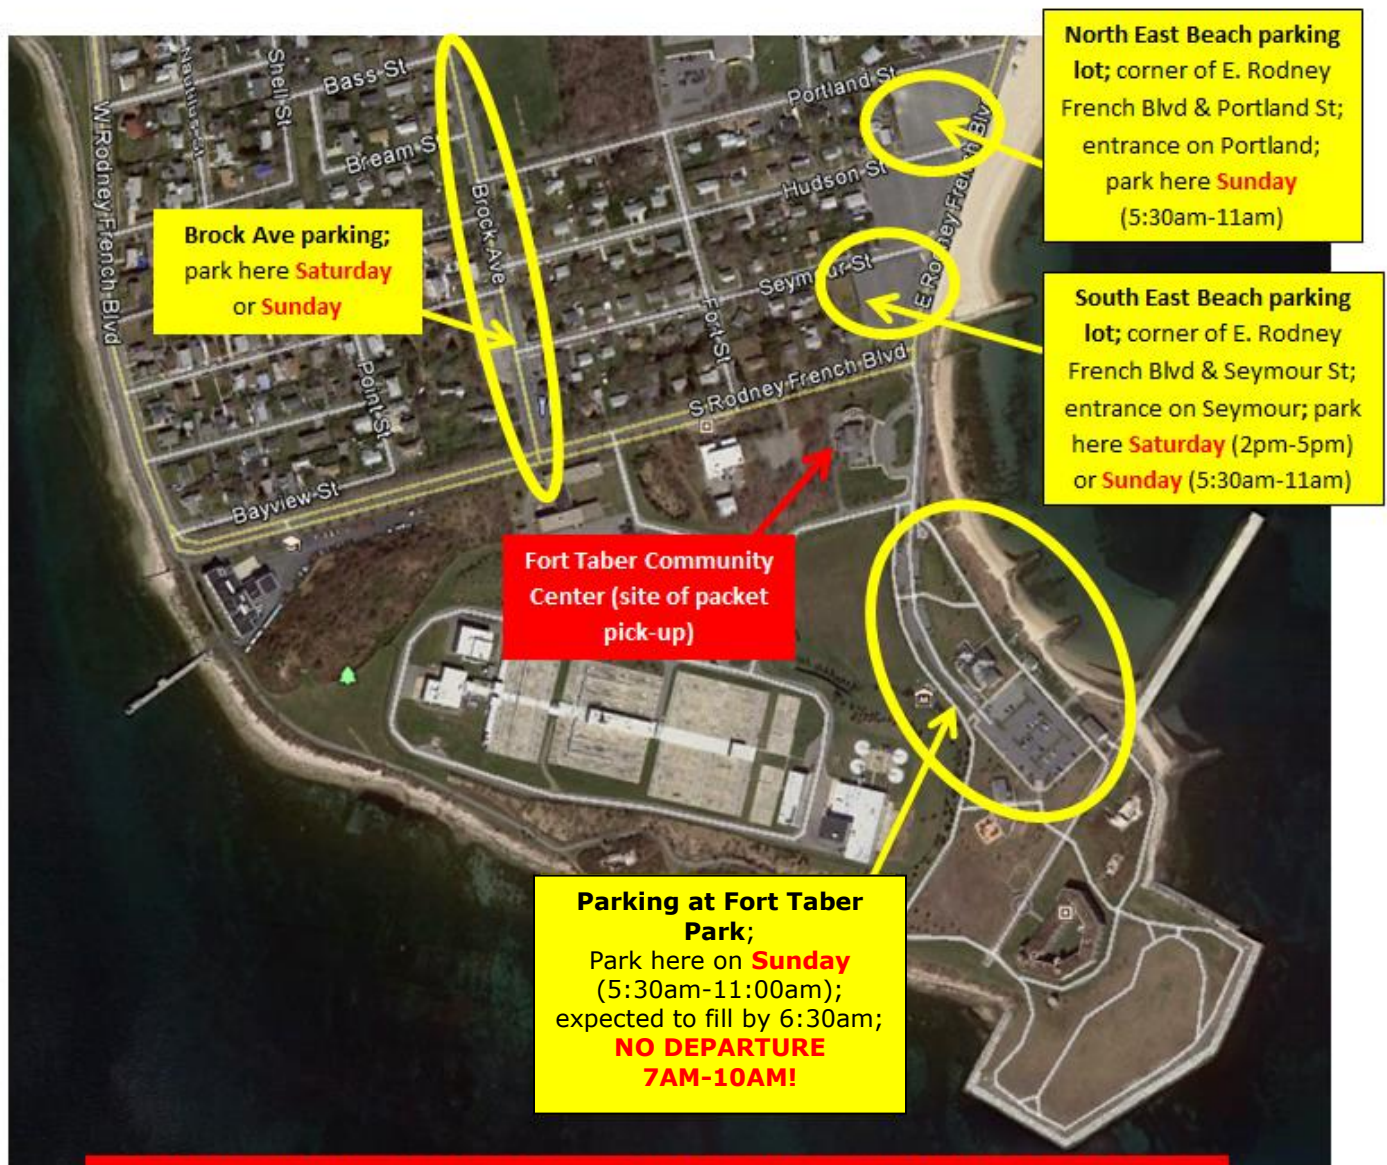 North East Beach parking
lot; corner of E. Rodney
French Blvd & Portland St;
entrance on Portland;
park here Sunday
(5:30am-11am)
Bass St
Shell St
Nautilus St
Portland St
W Rodney French Blvd
Bream St
Hudson St
E Rodney French Blv
Brock Ave
Brock Ave parking;
park here Saturday
or Sunday
Seymour St
South East Beach parking
lot; corner of E. Rodney
French Blvd & Seymour St;
entrance on Seymour; park
here Saturday (2pm-5pm)
or Sunday (5:30am-11am)
Fort St
Point St
S Rodney French Blvd
Bayview St
Fort Taber Community
Center (site of packet
pick-up)
Parking at Fort Taber
Park;
Park here on Sunday
(5:30am-11:00am);
expected to fill by 6:30am;
NO DEPARTURE
7AM-10AM!